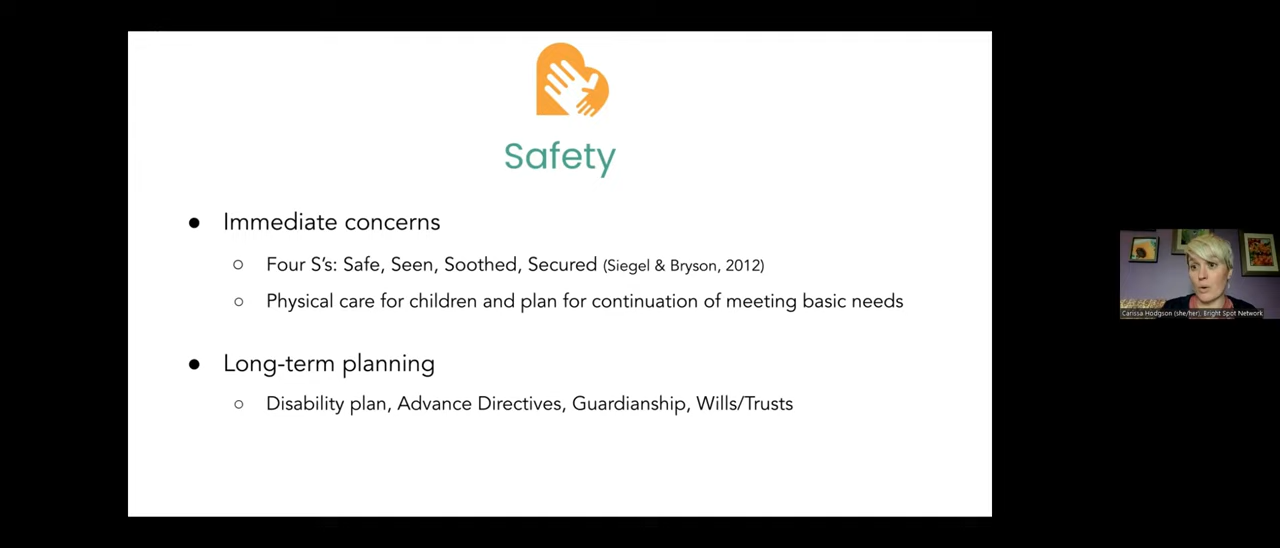 Safety
● Immediate concerns
○ Four S's: Safe, Seen, Soothed, Secured (Siegel & Bryson, 2012)
○ Physical care for children and plan for continuation of meeting basic needs
● Long-term planning
○ Disability plan, Advance Directives, Guardianship, Wills/Trusts
Carissa Hodgson (she/her), Bright Spot Network